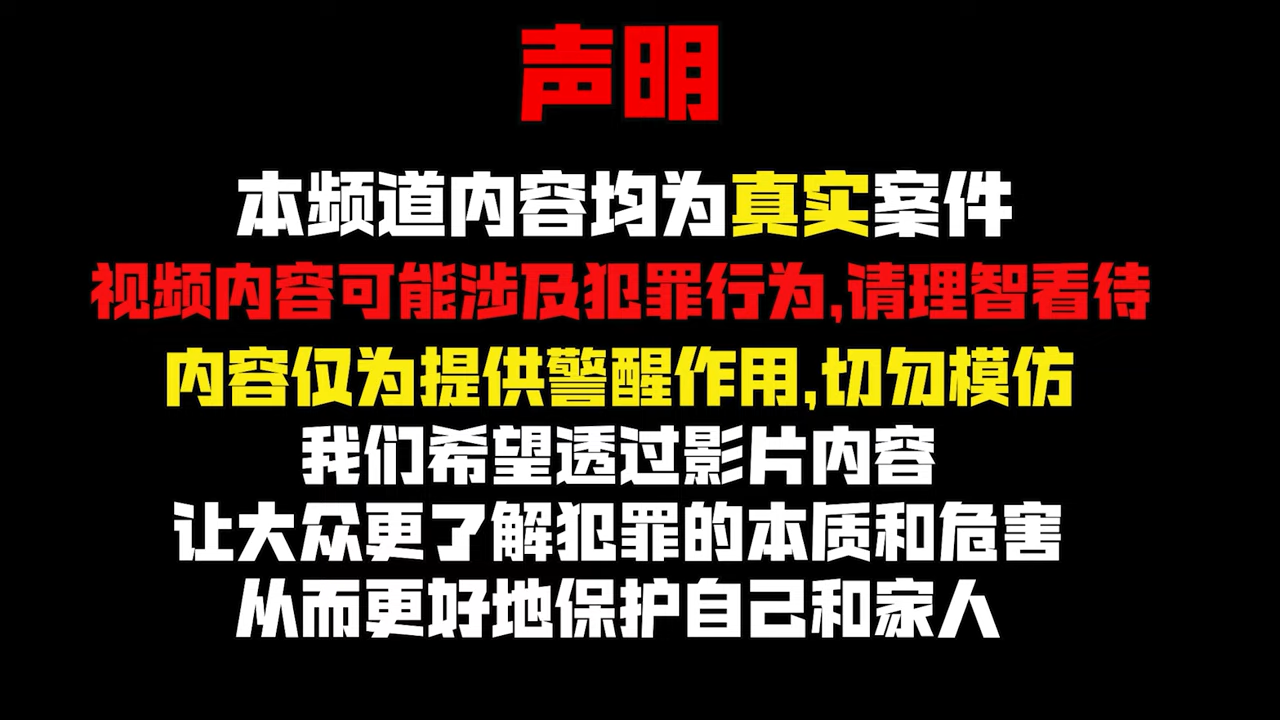 声明
本频道内容均为真实案件
视频内容可能涉及犯罪行为,请理智看待
内容仅为提供警醒作用,切勿模仿
我们希望透过影片内容
让大众更了解犯罪的本质和危害
从而更好地保护自己和家人